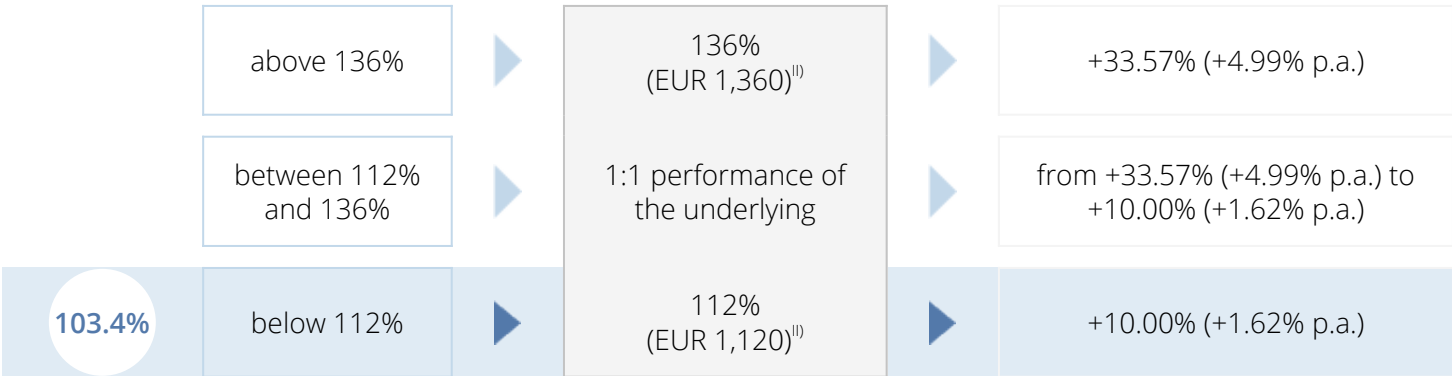 above 136%
136%
(EUR 1,360)II)
+33.57% (+4.99% p.a.)
between 112%
and 136%
1:1 performance of
the underlying
from +33.57% (+4.99% p.a.) to
+10.00% (+1.62% p.a.)
103.4%
below 112%
112%
(EUR 1,120)II)
+10.00% (+1.62% p.a.)